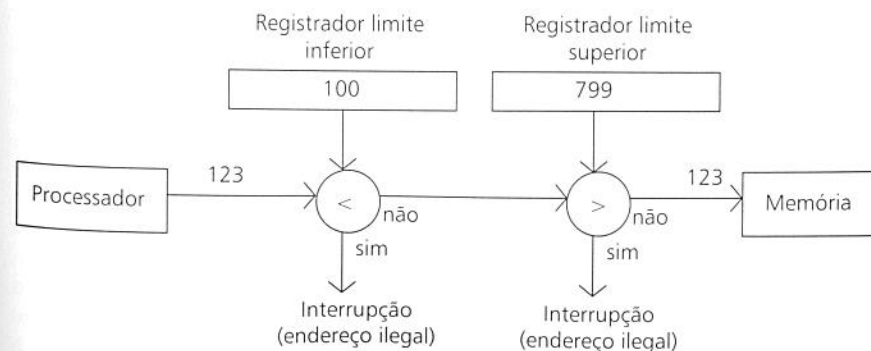 Registrador limite
inferior
Registrador limite
superior
100
799
Processador
123
<
não
sim
>
não
sim
123
Memória
Interrupção
(endereço ilegal)
Interrupção
(endereço ilegal)